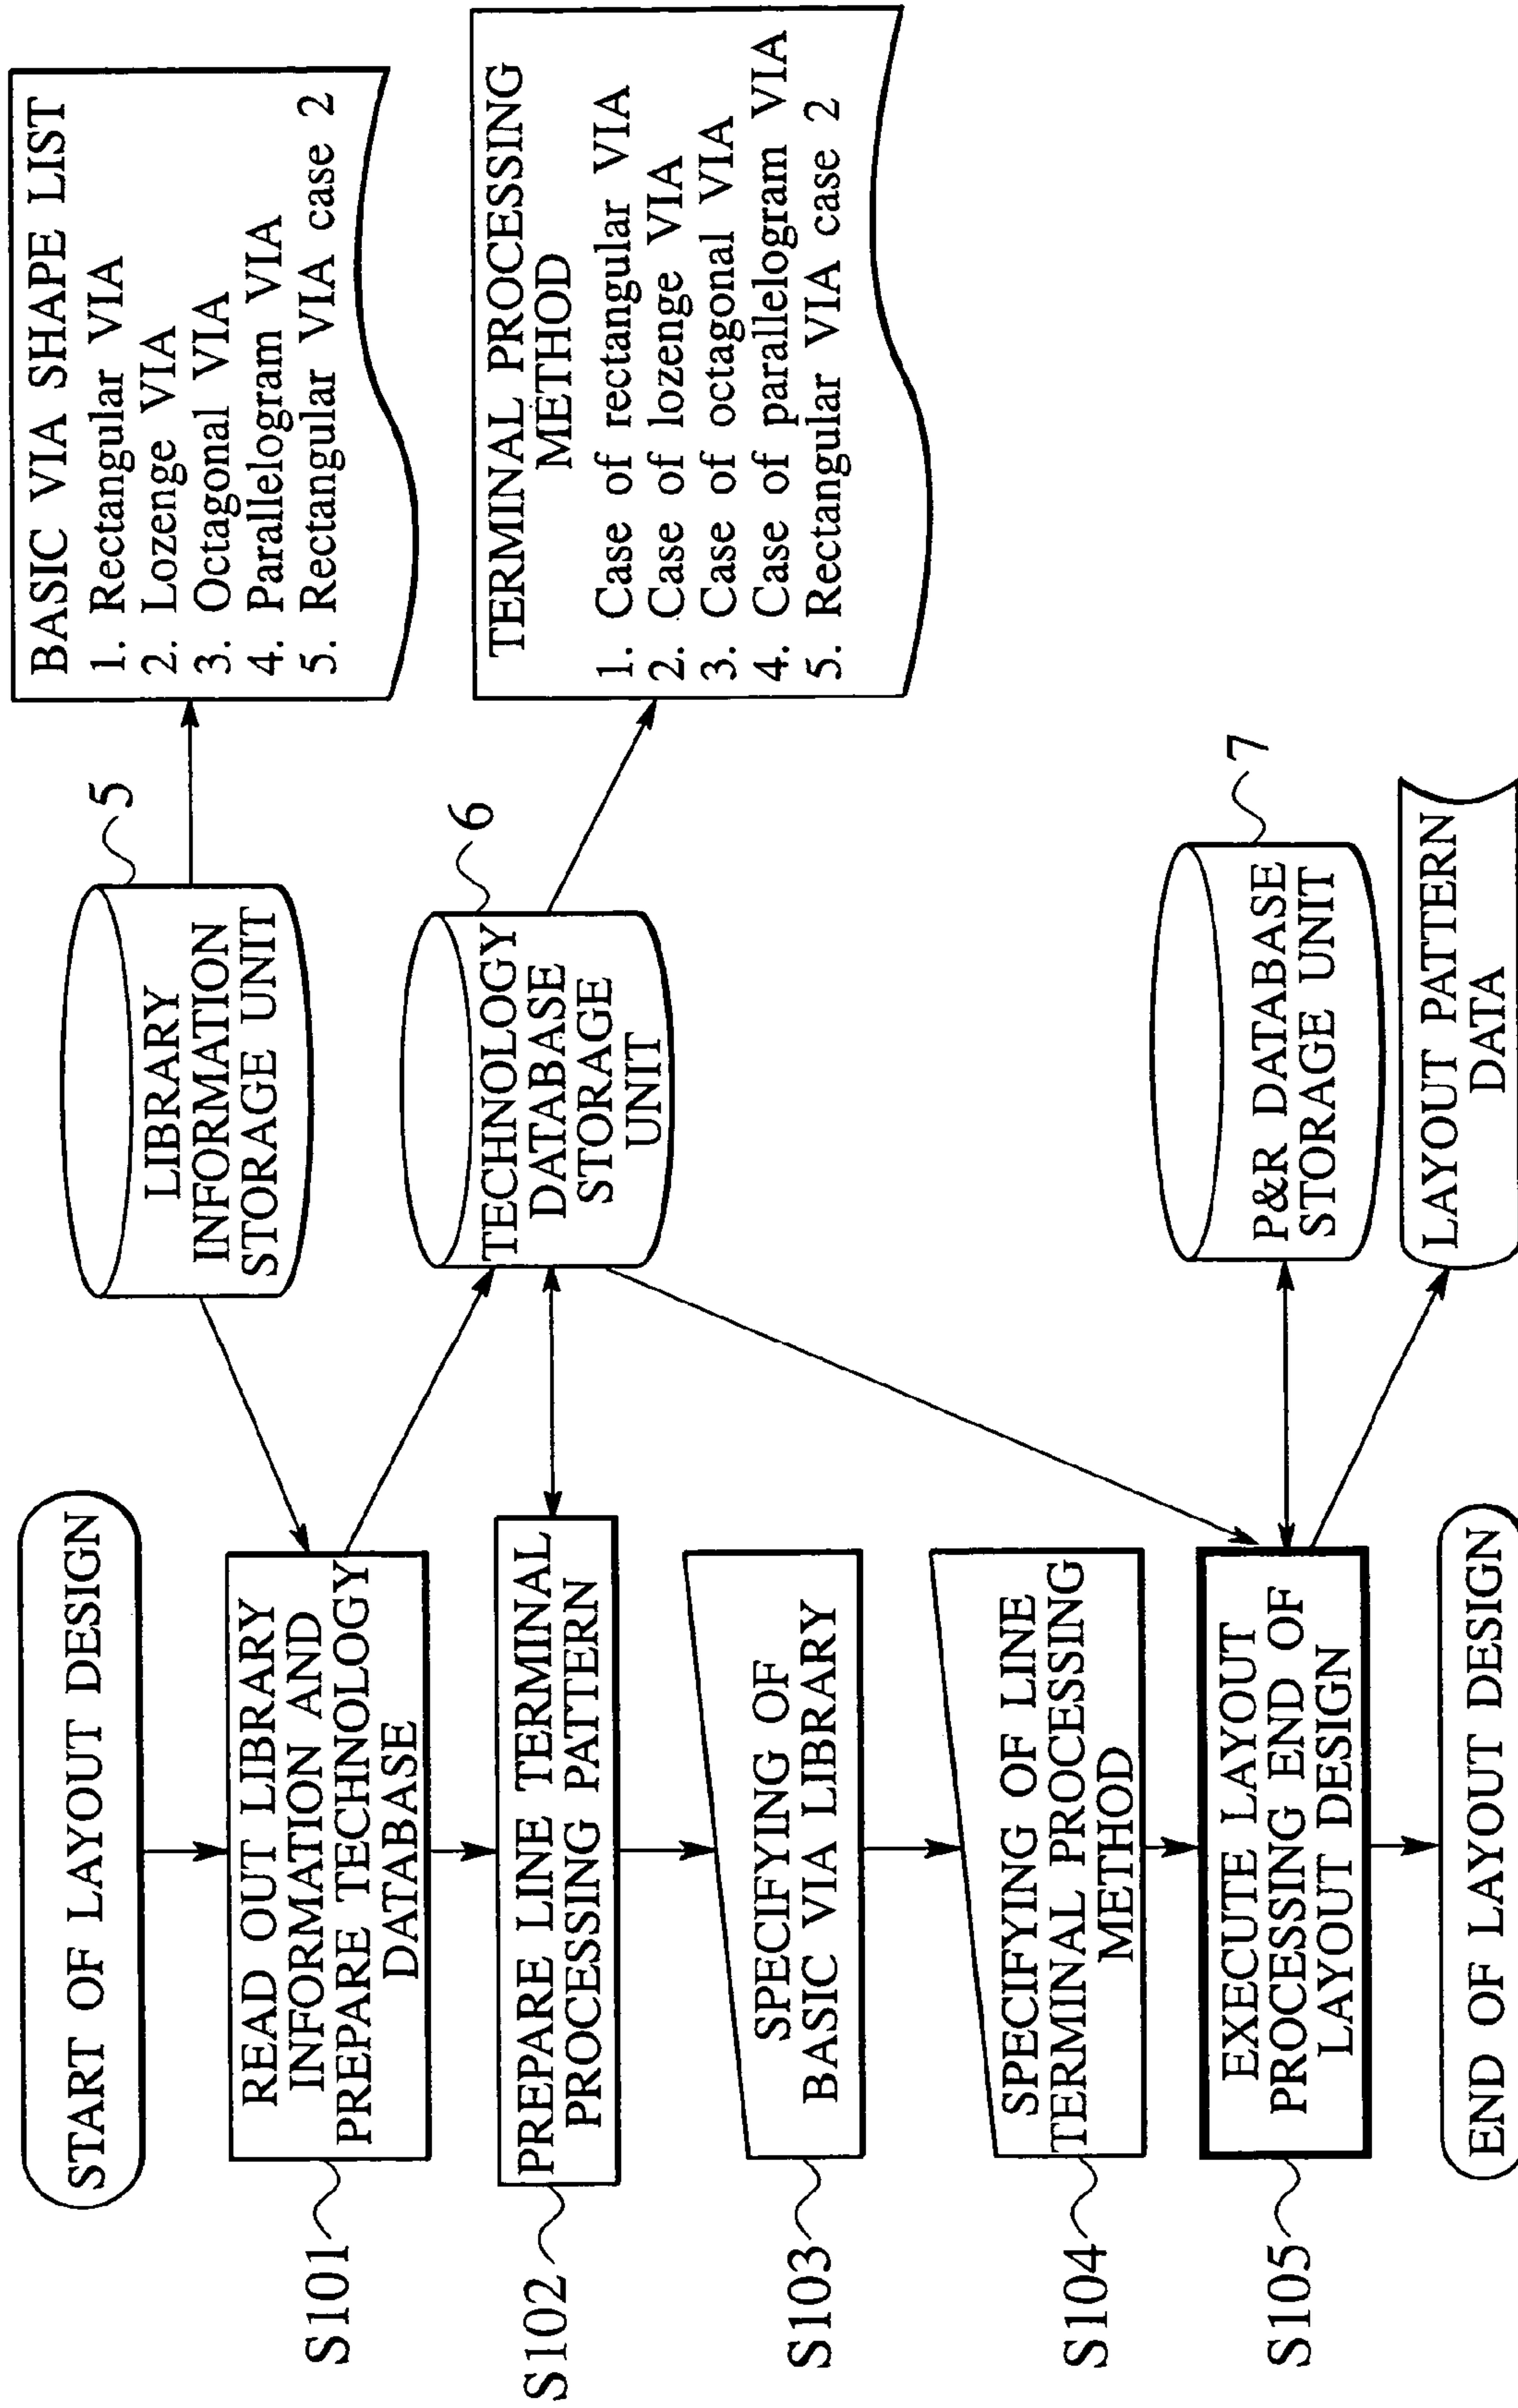 START OF LAYOUT DESIGN
S101
READ OUT LIBRARY
INFORMATION AND
PREPARE TECHNOLOGY
DATABASE
S102
PREPARE LINE TERMINAL
PROCESSING PATTERN
S103
SPECIFYING OF
BASIC VIA LIBRARY
S104
SPECIFYING OF LINE
TERMINAL PROCESSING
METHOD
S105
EXECUTE LAYOUT
PROCESSING END OF
LAYOUT DESIGN
END OF LAYOUT DESIGN
LIBRARY
INFORMATION
STORAGE UNIT
5
TECHNOLOGY
DATABASE
STORAGE
UNIT
6
P&R DATABASE
STORAGE UNIT
7
LAYOUT PATTERN
DATA
BASIC VIA SHAPE LIST
1. Rectangular VIA
2. Lozenge VIA
3. Octagonal VIA
4. Parallelogram VIA
5. Rectangular VIA case 2
TERMINAL PROCESSING
METHOD
1. Case of rectangular VIA
2. Case of lozenge VIA
3. Case of octagonal VIA
4. Case of parallelogram VIA
5. Rectangular VIA case 2